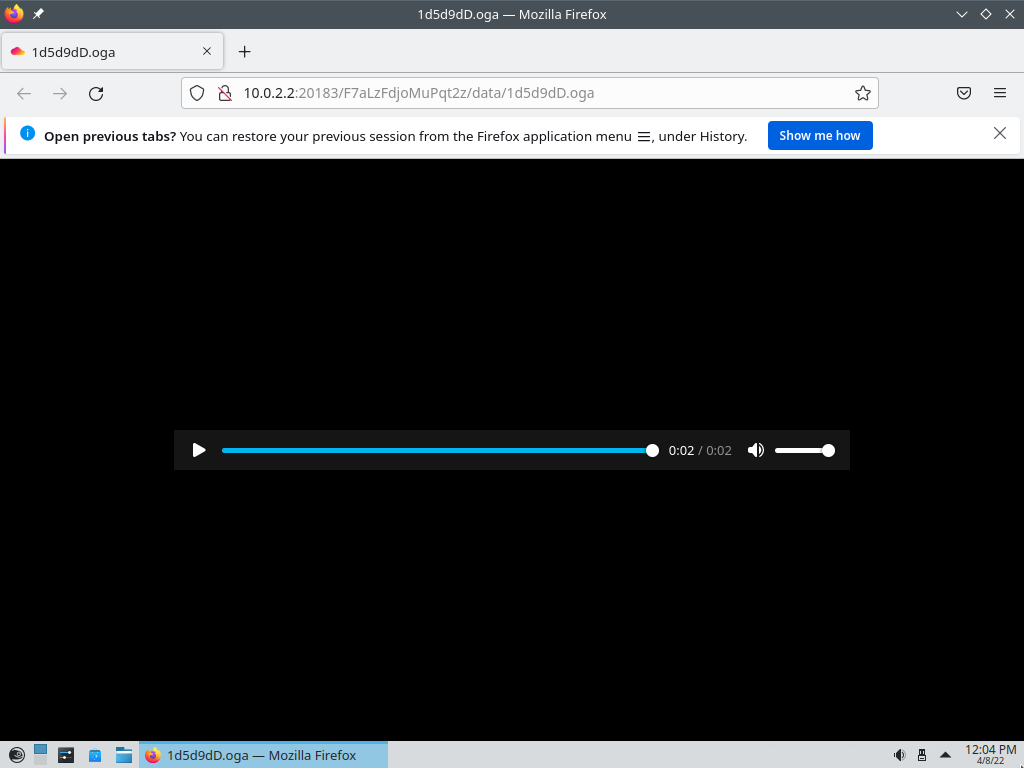 1d5d9dD.oga — Mozilla Firefox
1d5d9dD.oga
10.0.2.2:20183/F7aLzFdjoMuPqt2z/data/1d5d9dD.oga
Open previous tabs? You can restore your previous session from the Firefox application menu ☰, under History.
Show me how
0:02 / 0:02
1d5d9dD.oga — Mozilla Firefox
12:04 PM
4/8/22